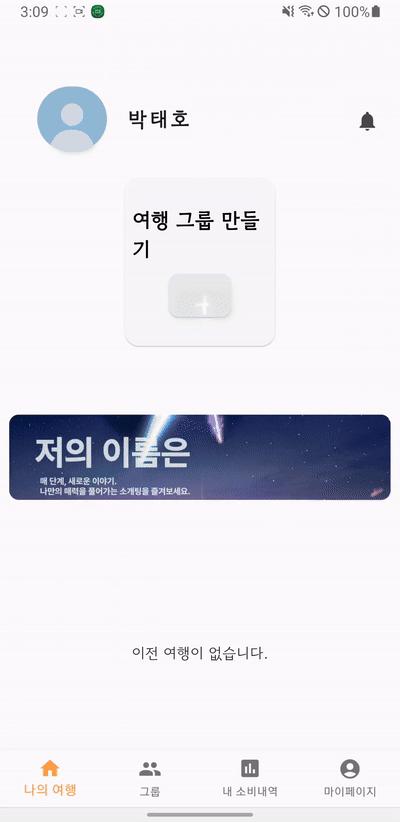 3:09
100%
박태호
여행 그룹 만들
기
저의 이름은
매 단계, 새로운 이야기.
나만의 매력을 풀어가는 소개팅을 즐겨보세요.
이전 여행이 없습니다.
나의 여행
그룹
내 소비내역
마이페이지